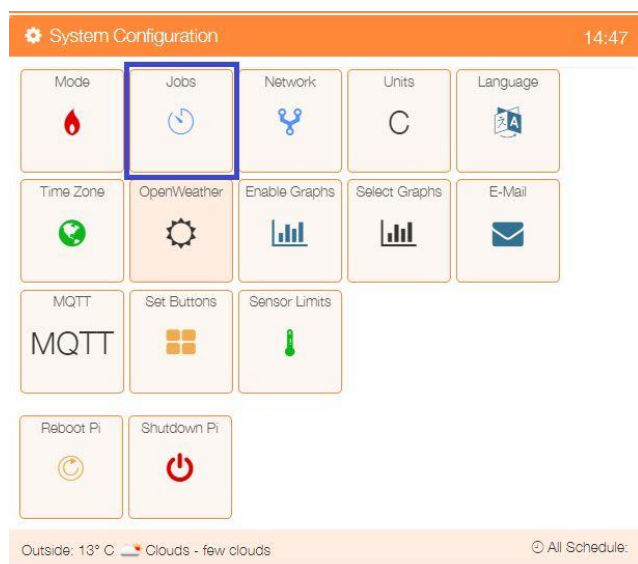 System Configuration 14:47
Mode Jobs Network Units Language
C
Time Zone OpenWeather Enable Graphs Select Graphs E-Mail
MQTT Set Buttons Sensor Limits
MQTT
Reboot Pi Shutdown Pi
Outside: 13° C Clouds - few clouds All Schedule: